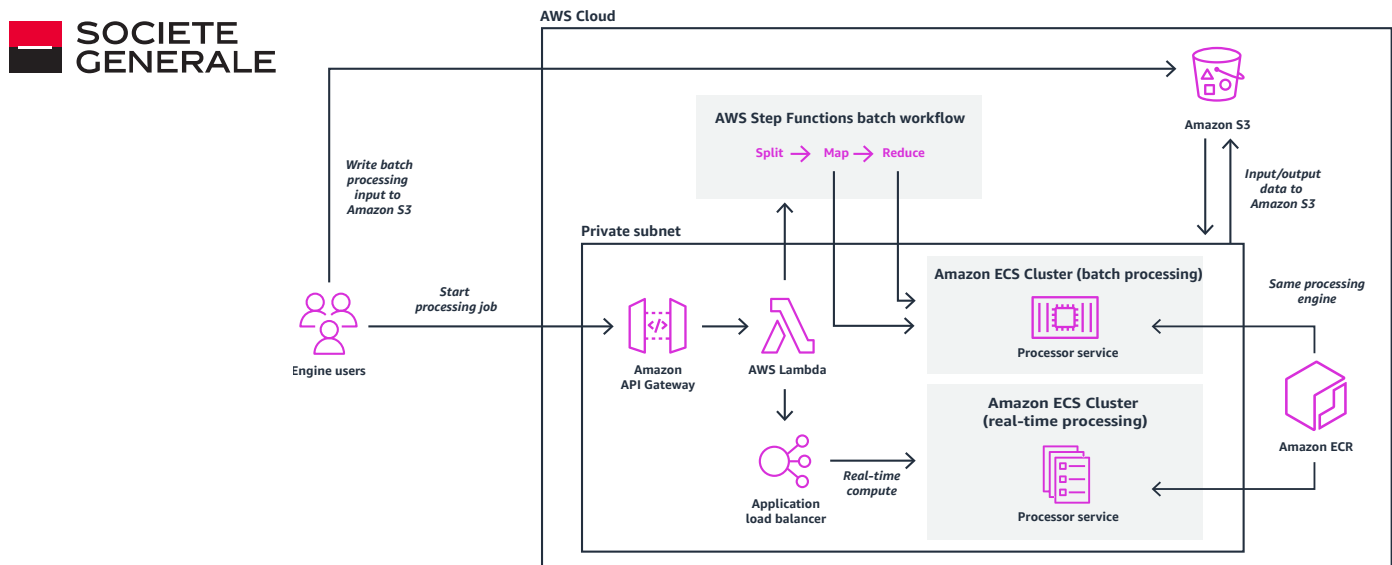 SOCIETE
GENERALE
AWS Cloud
Amazon S3
AWS Step Functions batch workflow
Split
Map
Reduce
Write batch
processing
input to
Amazon S3
Input/output
data to
Amazon S3
Private subnet
Amazon ECS Cluster (batch processing)
Processor service
Start
processing job
Same processing
engine
Engine users
</>
Amazon
API Gateway
AWS Lambda
Amazon ECS Cluster
(real-time processing)
Processor service
Amazon ECR
Real-time
compute
Application
load balancer